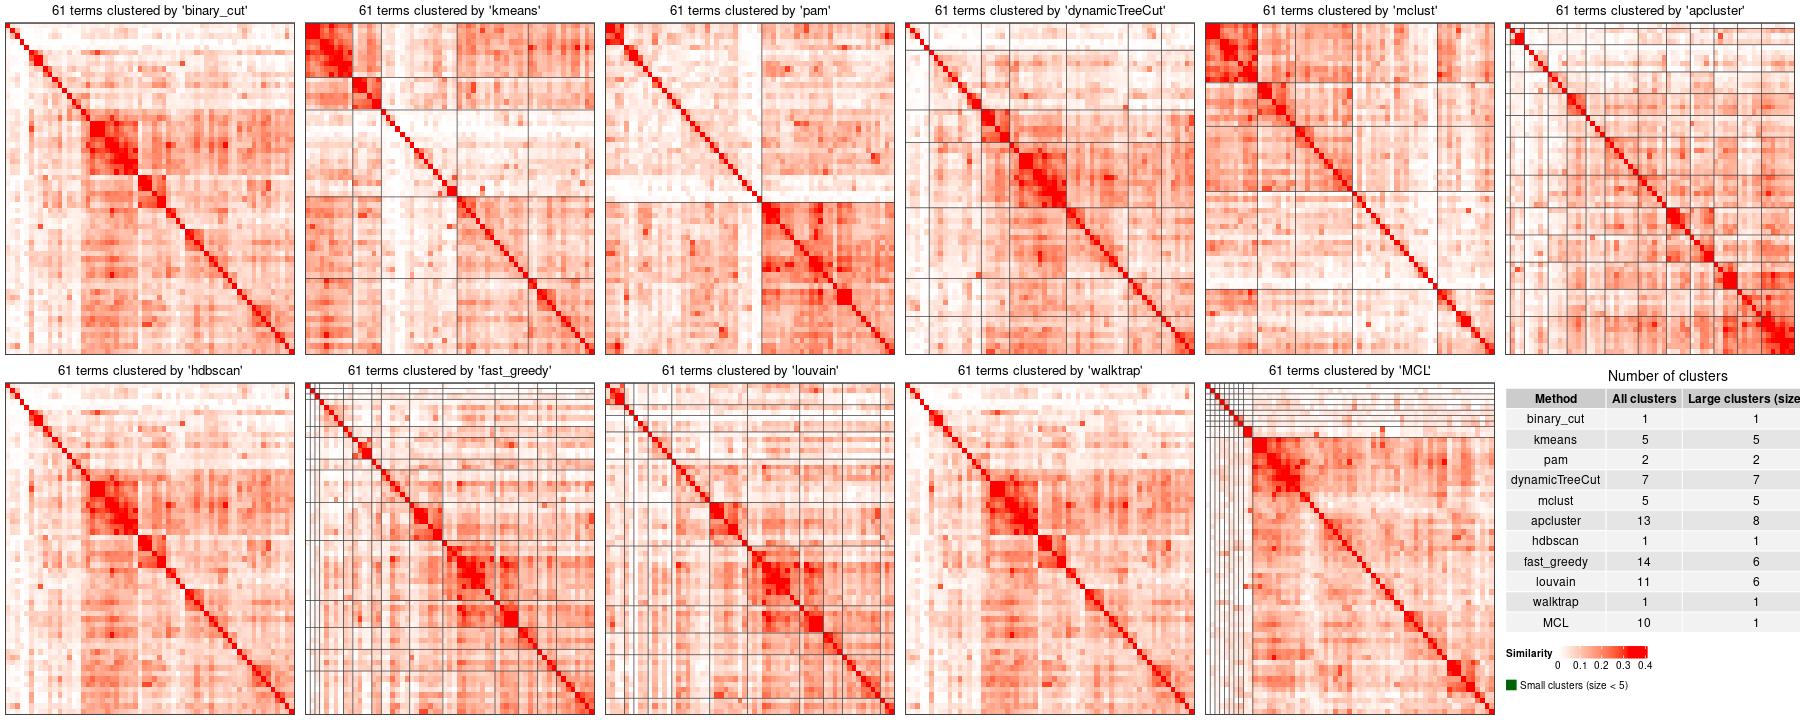 61 terms clustered by 'binary_cut'
61 terms clustered by 'kmeans'
61 terms clustered by 'pam'
61 terms clustered by 'dynamicTreeCut'
61 terms clustered by 'mclust'
61 terms clustered by 'apcluster'
61 terms clustered by 'hdbscan'
61 terms clustered by 'fast_greedy'
61 terms clustered by 'louvain'
61 terms clustered by 'walktrap'
61 terms clustered by 'MCL'
Number of clusters
Method All clusters Large clusters (size
binary_cut 1 1
kmeans 5 5
pam 2 2
dynamicTreeCut 7 7
mclust 5 5
apcluster 13 8
hdbscan 1 1
fast_greedy 14 6
louvain 11 6
walktrap 1 1
MCL 10 1
Similarity
0 0.1 0.2 0.3 0.4
Small clusters (size < 5)